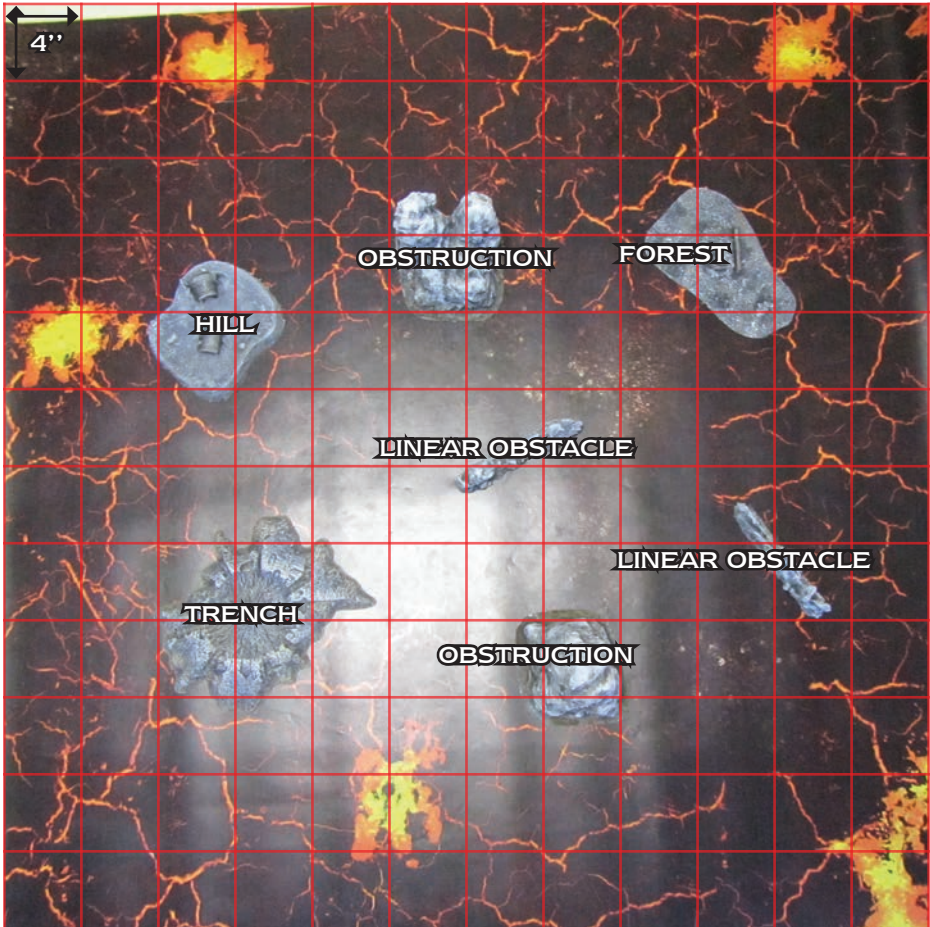 4’’
OBSTRUCTION
FOREST
HILL
LINEAR OBSTACLE
LINEAR OBSTACLE
TRENCH
OBSTRUCTION